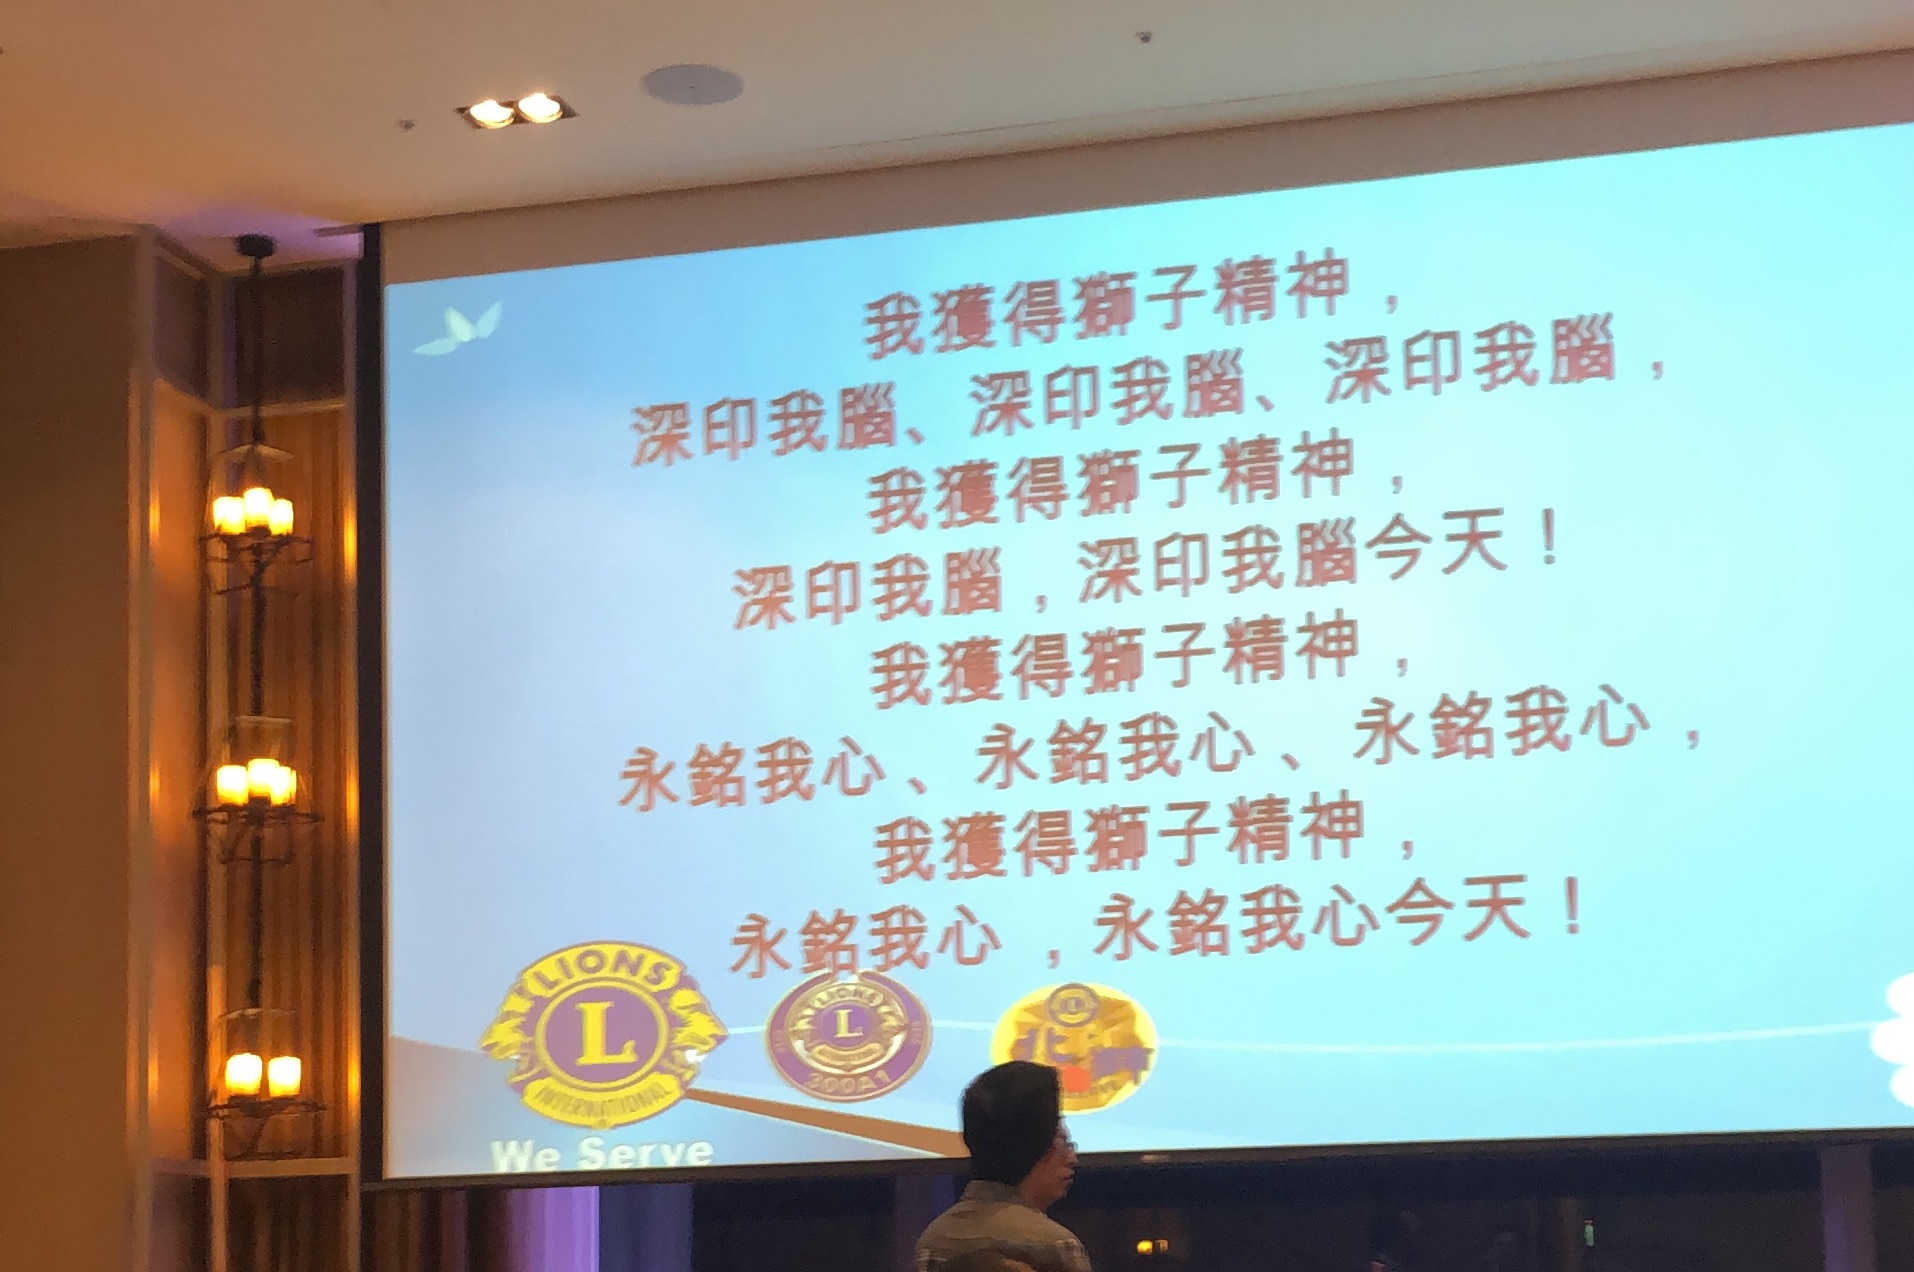 我獲得獅子精神，
深印我腦、深印我腦、深印我腦，
我獲得獅子精神，
深印我腦，深印我腦今天！
我獲得獅子精神，
永銘我心、永銘我心、永銘我心，
我獲得獅子精神，
永銘我心，永銘我心今天！
LIONS
L
INTERNATIONAL
We Serve
LIONS
L
300A1
北